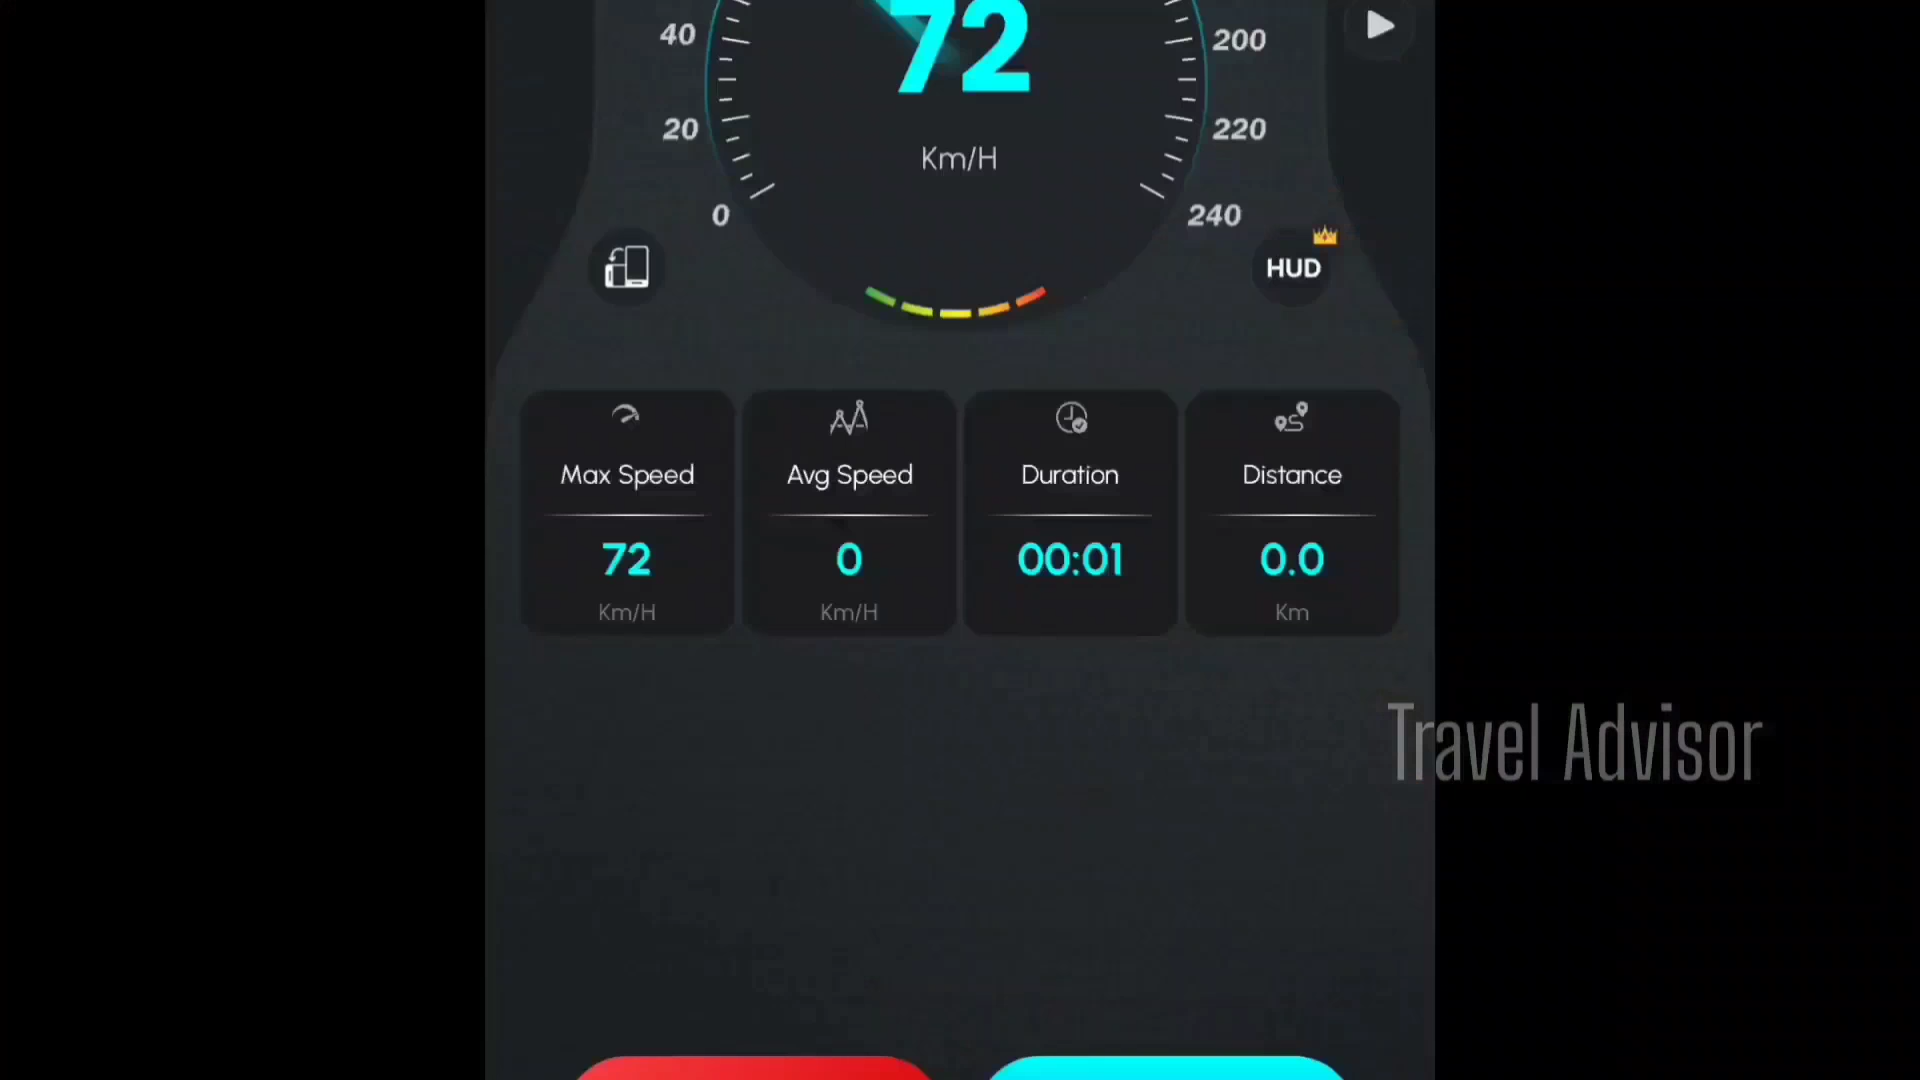 40
72
200
20
220
Km/H
0
240
HUD
Max Speed
Avg Speed
Duration
Distance
72
0
00:01
0.0
Km/H
Km/H
Km
Travel Advisor